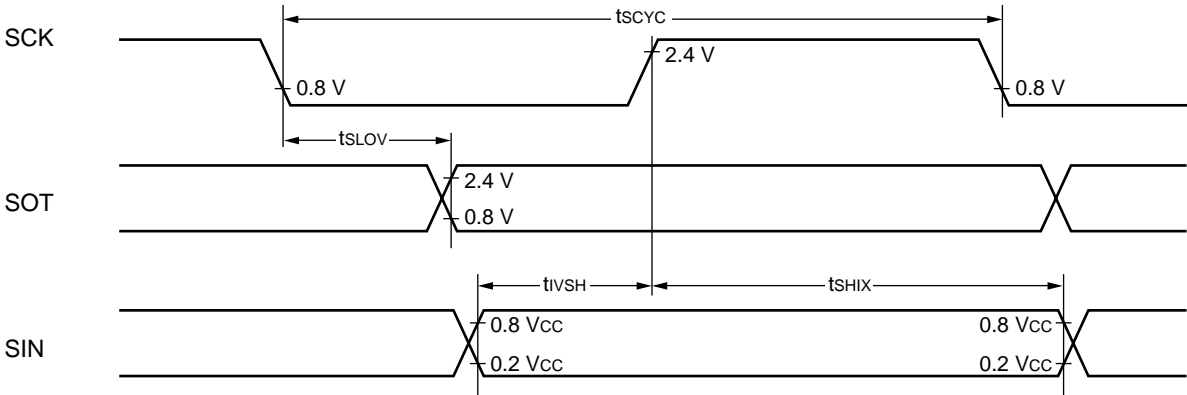 tSCYC
SCK
2.4 V
0.8 V
0.8 V
tSLOV
2.4 V
SOT
0.8 V
tIVSH
tSHIX
0.8 VCC
0.8 VCC
SIN
0.2 VCC
0.2 VCC